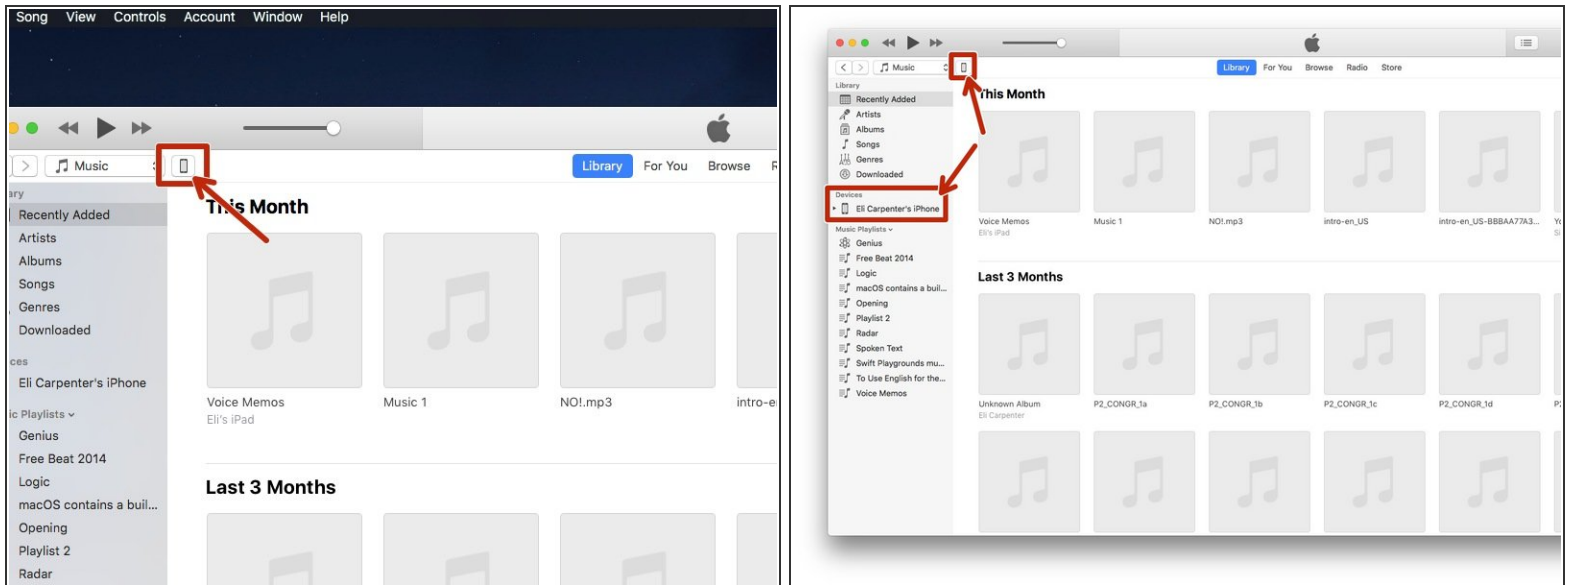 Song View Controls Account Window Help
Music
Library For You Browse
Recently Added
Artists
Albums
Songs
Genres
Downloaded
Eli Carpenter's iPhone
Genius
Free Beat 2014
Logic
macOS contains a buil...
Opening
Playlist 2
Radar
This Month
Voice Memos
Eli's iPad
Music 1
NO!.mp3
intro-e
Last 3 Months
Music
Library For You Browse Radio Store
Library
Recently Added
Artists
Albums
Songs
Genres
Downloaded
Devices
Eli Carpenter's iPhone
Music Playlists
Genius
Free Beat 2014
Logic
macOS contains a buil...
Opening
Playlist 2
Radar
Spoken Text
Swift Playgrounds mu...
To Use English for the...
Voice Memos
This Month
Voice Memos
Eli's iPad
Music 1
NO!.mp3
intro-en_US
intro-en_US-BBBAA77A3...
Last 3 Months
Unknown Album
Eli Carpenter
P2_CONGR_1a
P2_CONGR_1b
P2_CONGR_1c
P2_CONGR_1d